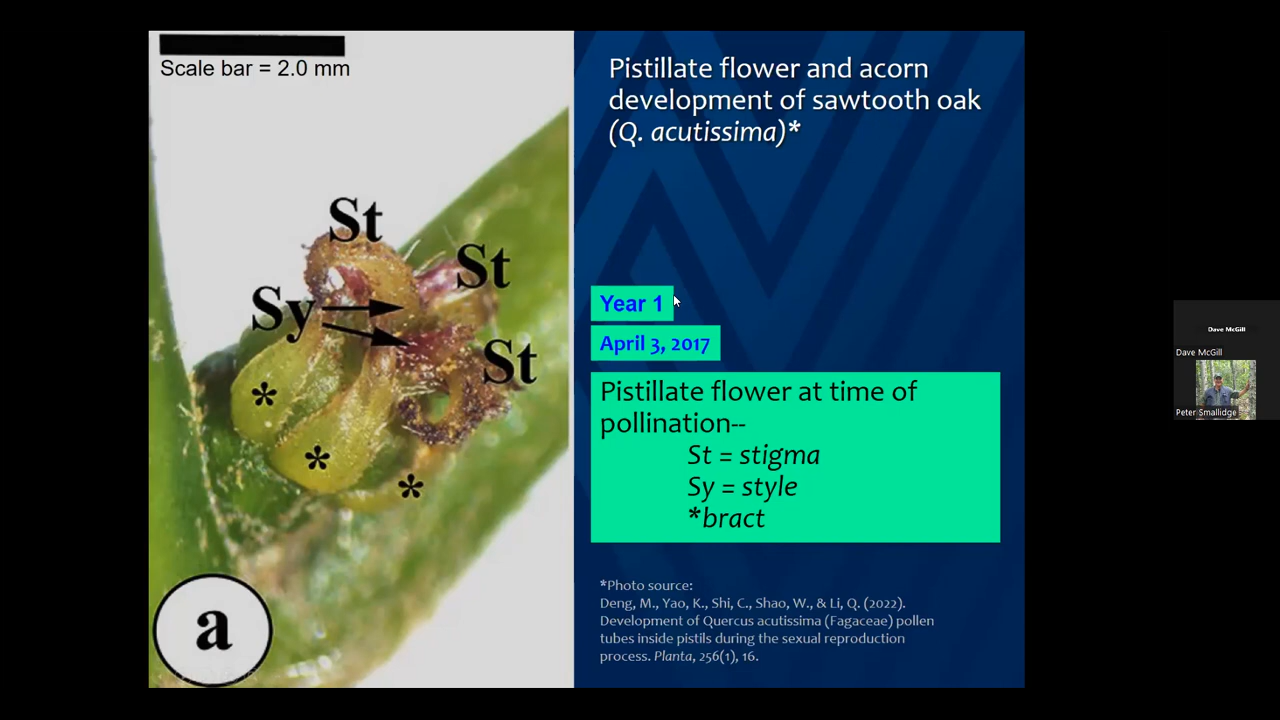 Scale bar = 2.0 mm
St
St
Sy
St
*
*
*
a
Pistillate flower and acorn
development of sawtooth oak
(Q. acutissima)*
Year 1
April 3, 2017
Pistillate flower at time of
pollination--
St = stigma
Sy = style
*bract
*Photo source:
Deng, M., Yao, K., Shi, C., Shao, W., & Li, Q. (2022).
Development of Quercus acutissima (Fagaceae) pollen
tubes inside pistils during the sexual reproduction
process. Planta, 256(1), 16.
Dave McGill
Dave McGill
Peter Smallidge